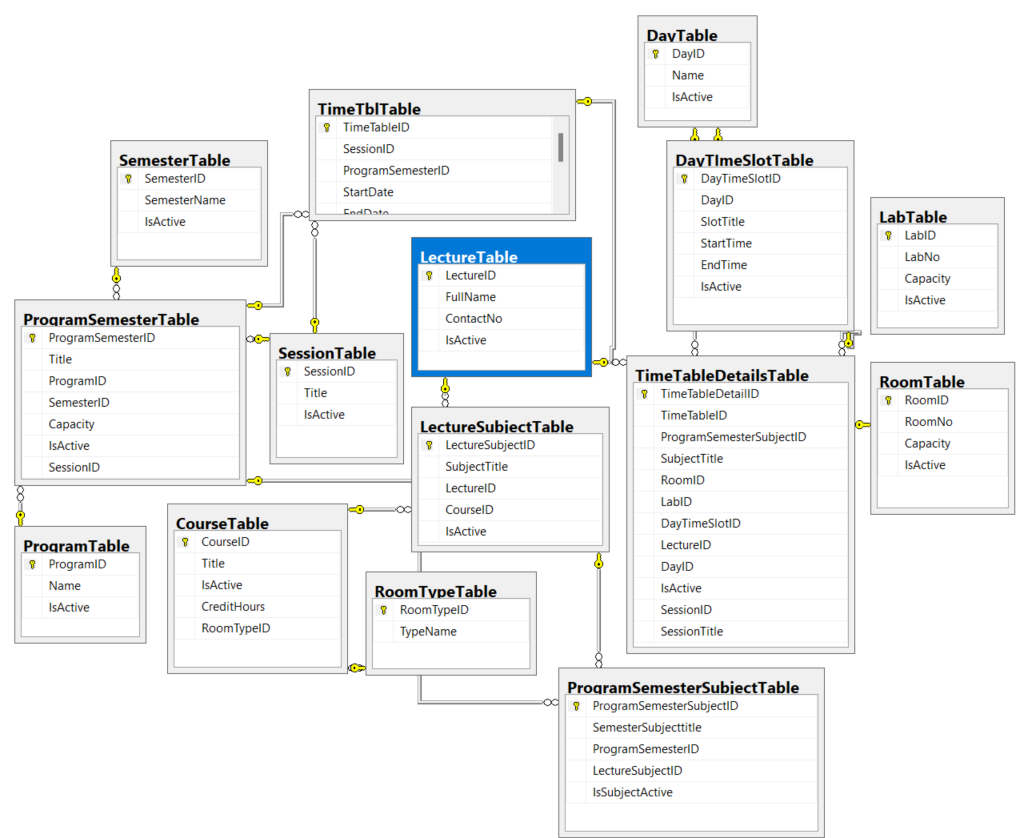 DayTable
DayID
Name
IsActive
TimeTblTable
TimeTableID
SessionID
ProgramSemesterID
StartDate
EndDate
SemesterTable
SemesterID
SemesterName
IsActive
DayTImeSlotTable
DayTimeSlotID
DayID
SlotTitle
StartTime
EndTime
IsActive
LabTable
LabID
LabNo
Capacity
IsActive
LectureTable
LectureID
FullName
ContactNo
IsActive
ProgramSemesterTable
ProgramSemesterID
Title
ProgramID
SemesterID
Capacity
IsActive
SessionID
SessionTable
SessionID
Title
IsActive
TimeTableDetailsTable
TimeTableDetailID
TimeTableID
ProgramSemesterSubjectID
SubjectTitle
RoomID
LabID
DayTimeSlotID
LectureID
DayID
IsActive
SessionID
SessionTitle
RoomTable
RoomID
RoomNo
Capacity
IsActive
LectureSubjectTable
LectureSubjectID
SubjectTitle
LectureID
CourseID
IsActive
CourseTable
CourseID
Title
IsActive
CreditHours
RoomTypeID
ProgramTable
ProgramID
Name
IsActive
RoomTypeTable
RoomTypeID
TypeName
ProgramSemesterSubjectTable
ProgramSemesterSubjectID
SemesterSubjecttitle
ProgramSemesterID
LectureSubjectID
IsSubjectActive